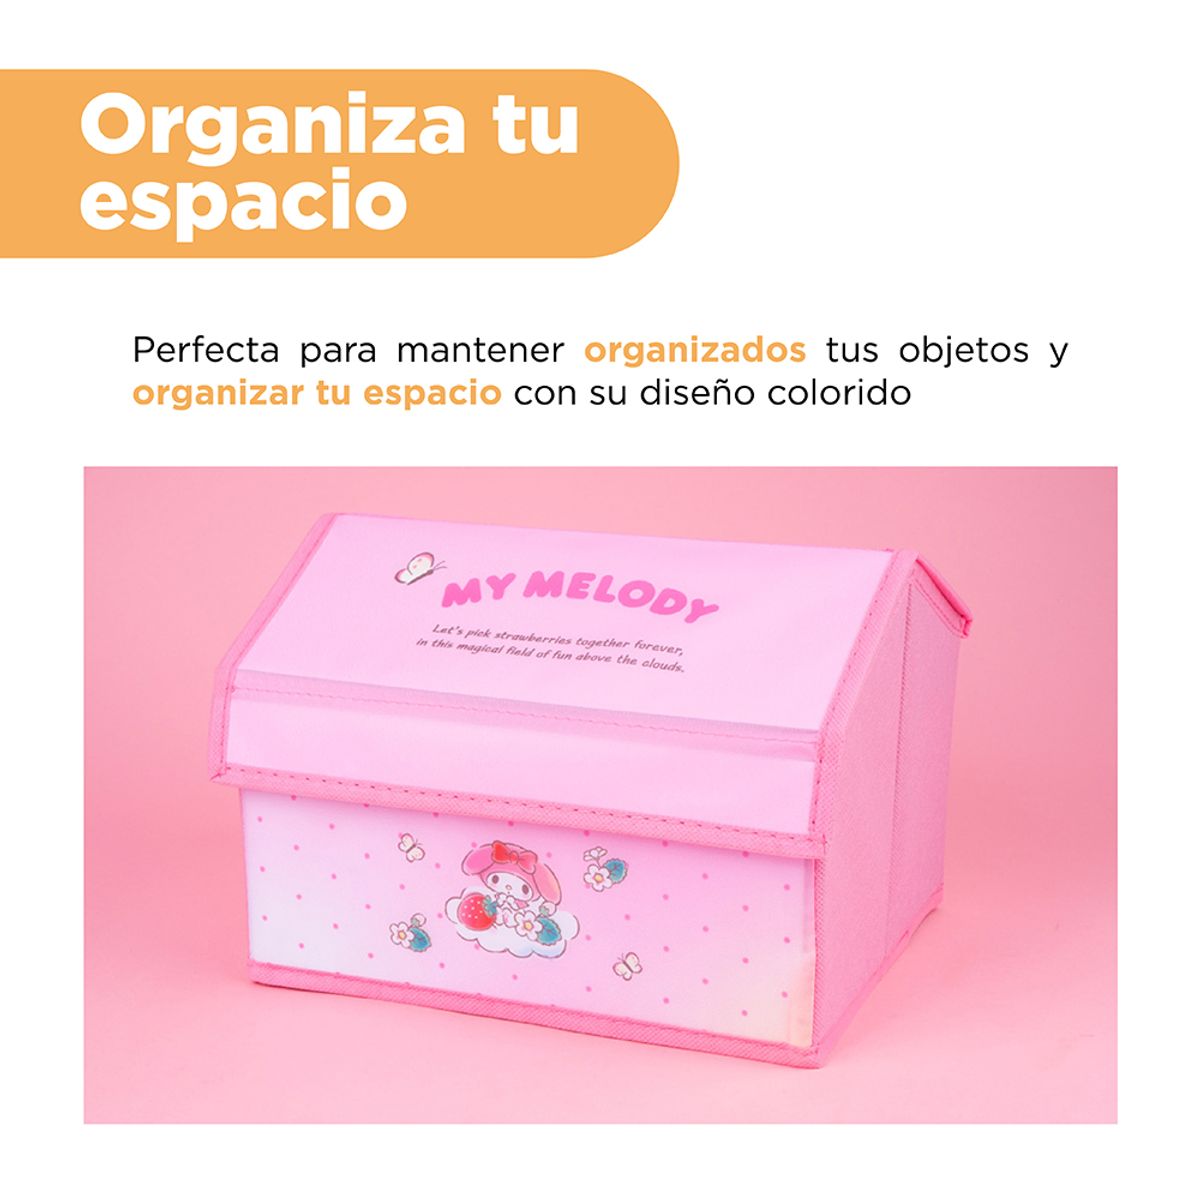 Organiza tu
espacio
Perfecta para mantener organizados tus objetos y
organizar tu espacio con su diseño colorido
MY MELODY
Let's pick strawberries together forever,
in this magical field of fun above the clouds.